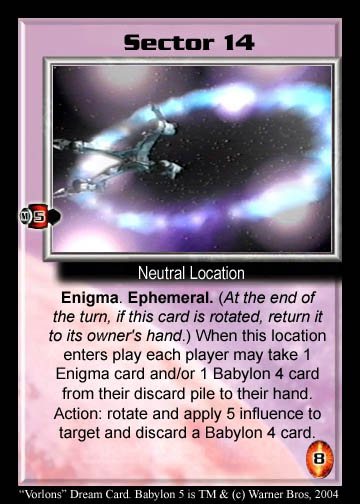 Sector 14
M 5
Neutral Location
Enigma. Ephemeral. (At the end of
the turn, if this card is rotated, return it
to its owner's hand.) When this location
enters play each player may take 1
Enigma card and/or 1 Babylon 4 card
from their discard pile to their hand.
Action: rotate and apply 5 influence to
target and discard a Babylon 4 card.
8
“Vorlons” Dream Card. Babylon 5 is TM & (c) Warner Bros, 2004